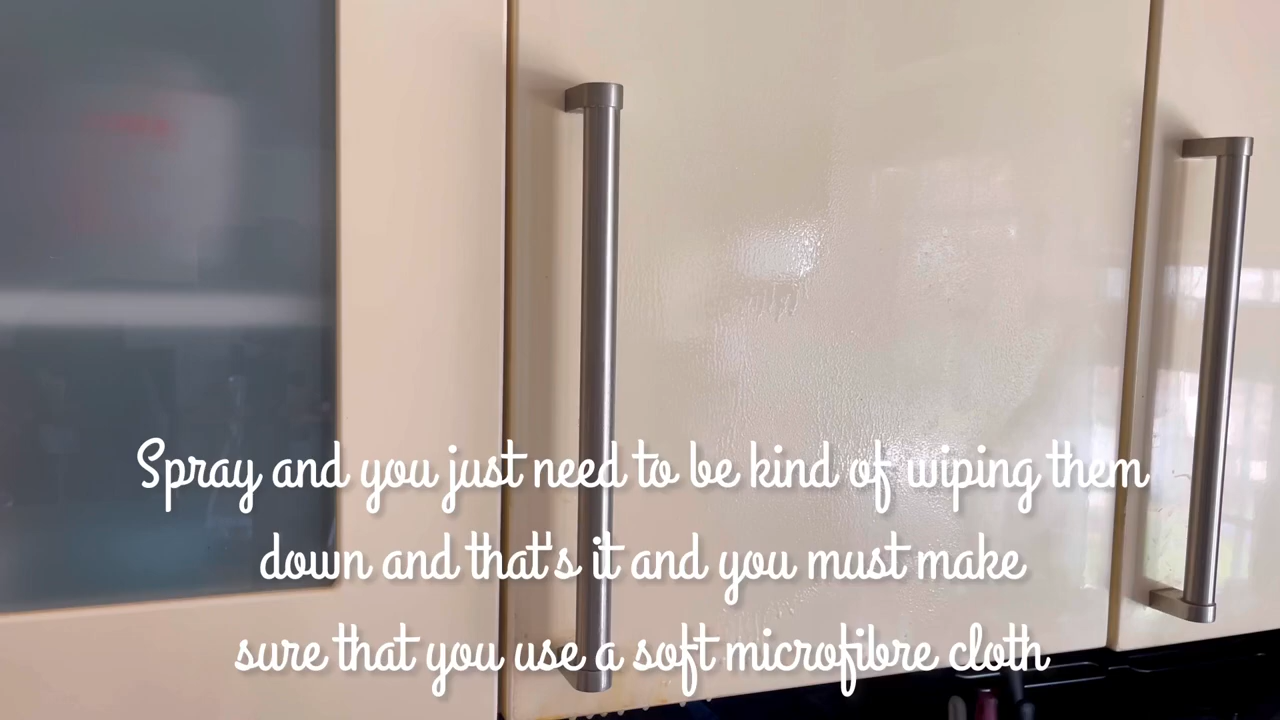 Spray and you just need to be kind of wiping them
down and that's it and you must make
sure that you use a soft microfibre cloth